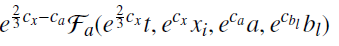 $e^{\frac{2}{3}c_x - c_a} \mathcal{F}_a(e^{\frac{2}{3}c_x} t, e^{c_x} x_i, e^{c_a} a, e^{c_{b_l}} b_l)$